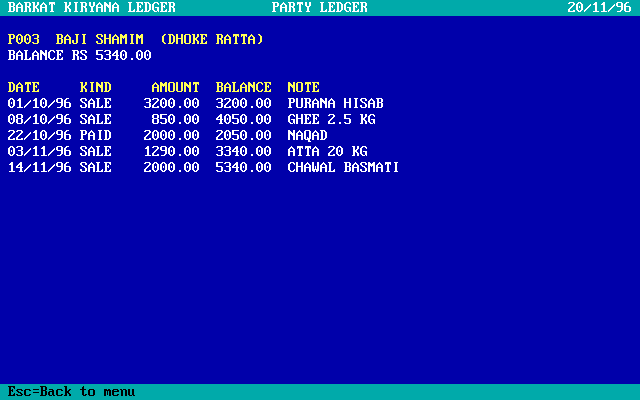 BARKAT KIRYANA LEDGER PARTY LEDGER 20/11/96
P003 BAJI SHAMIM (DHOKE RATTA)
BALANCE RS 5340.00
DATE KIND AMOUNT BALANCE NOTE
01/10/96 SALE 3200.00 3200.00 PURANA HISAB
08/10/96 SALE 850.00 4050.00 GHEE 2.5 KG
22/10/96 PAID 2000.00 2050.00 NAQAD
03/11/96 SALE 1290.00 3340.00 ATTA 20 KG
14/11/96 SALE 2000.00 5340.00 CHAWAL BASMATI
Esc=Back to menu